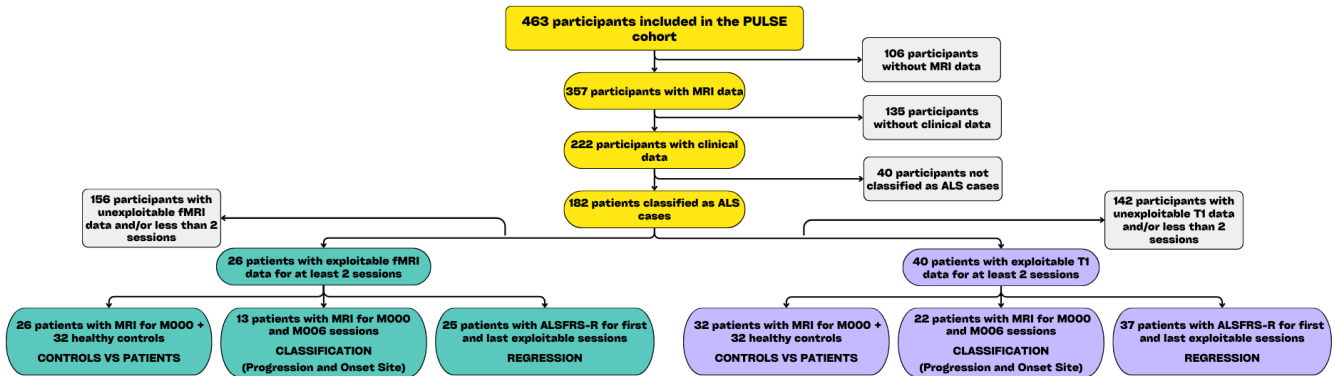 463 participants included in the PULSE
cohort
106 participants
without MRI data
357 participants with MRI data
135 participants
without clinical data
222 participants with clinical
data
40 participants not
classified as ALS cases
182 patients classified as ALS
cases
156 participants with
unexploitable fMRI
data and/or less than 2
sessions
142 participants with
unexploitable T1 data
and/or less than 2
sessions
26 patients with exploitable fMRI
data for at least 2 sessions
40 patients with exploitable T1
data for at least 2 sessions
26 patients with MRI for M000 +
32 healthy controls
CONTROLS VS PATIENTS
13 patients with MRI for M000
and M006 sessions
CLASSIFICATION
(Progression and Onset Site)
25 patients with ALSFRS-R for first
and last exploitable sessions
REGRESSION
32 patients with MRI for M000 +
32 healthy controls
CONTROLS VS PATIENTS
22 patients with MRI for M000
and M006 sessions
CLASSIFICATION
(Progression and Onset Site)
37 patients with ALSFRS-R for first
and last exploitable sessions
REGRESSION